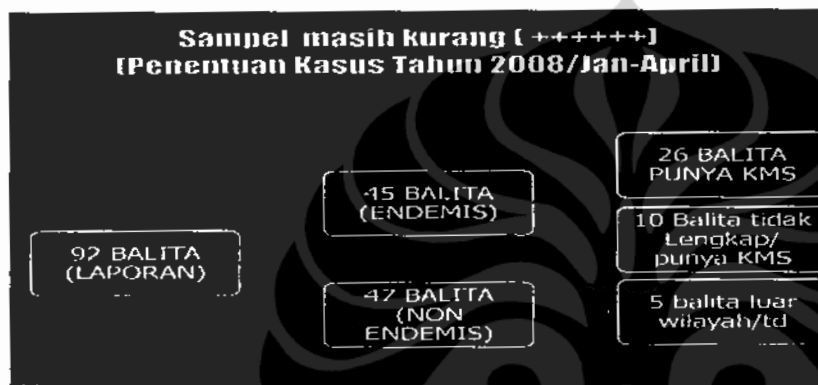 Sampel masih kurang ( ++++++)
(Penentuan Kasus Tahun 2008/Jan-April)
92 BALITA
(LAPORAN)
45 BALITA
(ENDEMIS)
47 BALITA
(NON
ENDEMIS)
26 BALITA
PUNYA KMS
10 Balita tidak
Lengkap/
punya KMS
5 balita luar
wilayah/td